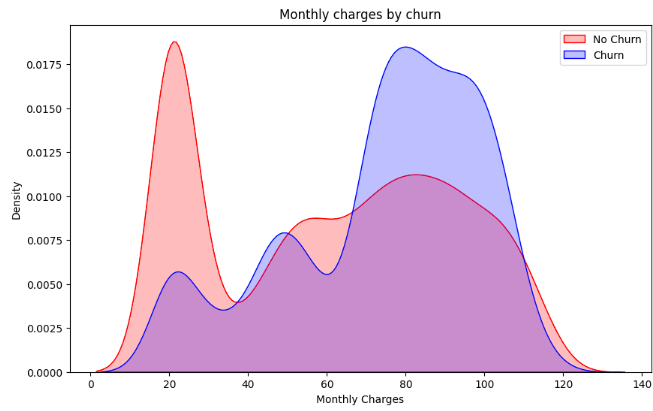 Monthly charges by churn
No Churn
Churn
0.0175
0.0150
0.0125
0.0100
0.0075
0.0050
0.0025
0.0000
Density
0 20 40 60 80 100 120 140
Monthly Charges